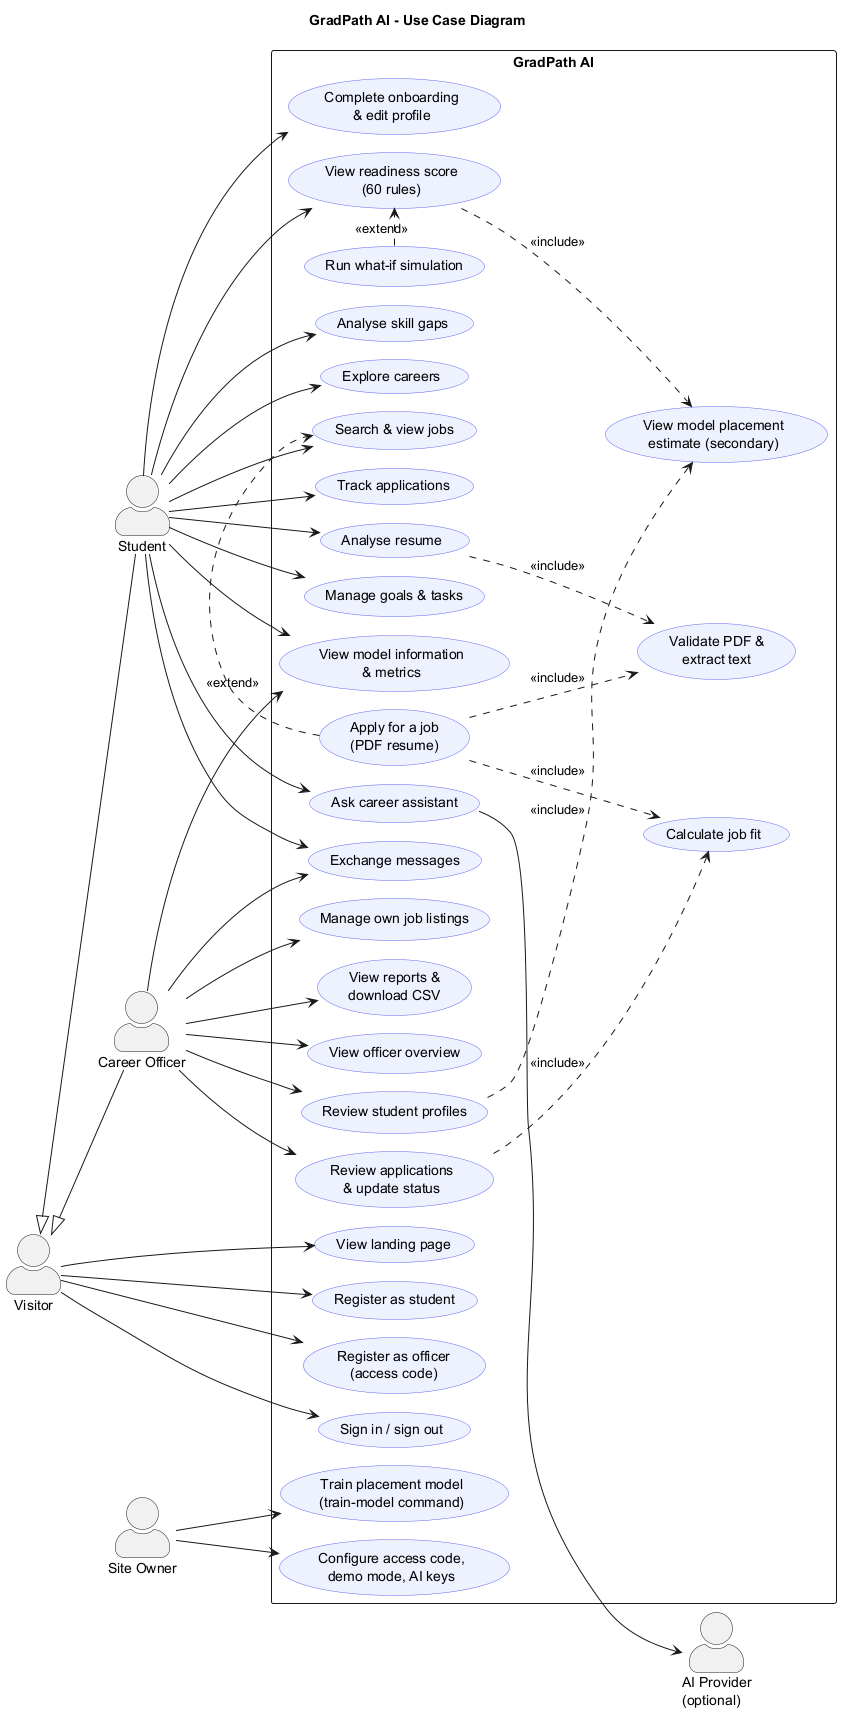 GradPath AI - Use Case Diagram
GradPath AI
Complete onboarding
& edit profile
View readiness score
(60 rules)
«extend»
«include»
Run what-if simulation
Analyse skill gaps
Explore careers
Search & view jobs
View model placement
estimate (secondary)
Track applications
Student
Analyse resume
«include»
Manage goals & tasks
View model information
& metrics
Validate PDF &
extract text
«extend»
«include»
Apply for a job
(PDF resume)
«include»
Ask career assistant
«include»
Calculate job fit
Exchange messages
Manage own job listings
View reports &
download CSV
Career Officer
View officer overview
«include»
Review student profiles
Review applications
& update status
Visitor
View landing page
Register as student
Register as officer
(access code)
Sign in / sign out
Site Owner
Train placement model
(train-model command)
Configure access code,
demo mode, AI keys
AI Provider
(optional)